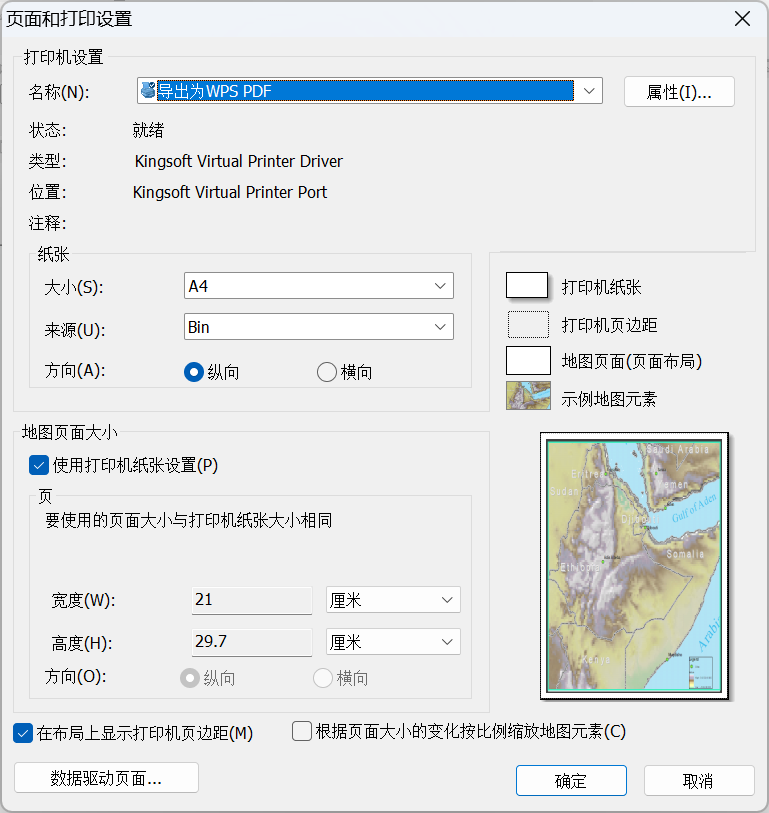 页面和打印设置
打印机设置
名称(N):
导出为WPS PDF
属性(I)...
状态:
就绪
类型:
Kingsoft Virtual Printer Driver
位置:
Kingsoft Virtual Printer Port
注释:
纸张
大小(S):
A4
来源(U):
Bin
方向(A):
纵向
横向
打印机纸张
打印机页边距
地图页面(页面布局)
示例地图元素
地图页面大小
使用打印机纸张设置(P)
页
要使用的页面大小与打印机纸张大小相同
宽度(W):
21
厘米
高度(H):
29.7
厘米
方向(O):
纵向
横向
Saudi Arabia
Eritrea
Sudan
Yemen
Gulf of Aden
Somalia
Ethiopia
Kenya
在布局上显示打印机页边距(M)
根据页面大小的变化按比例缩放地图元素(C)
数据驱动页面...
确定
取消